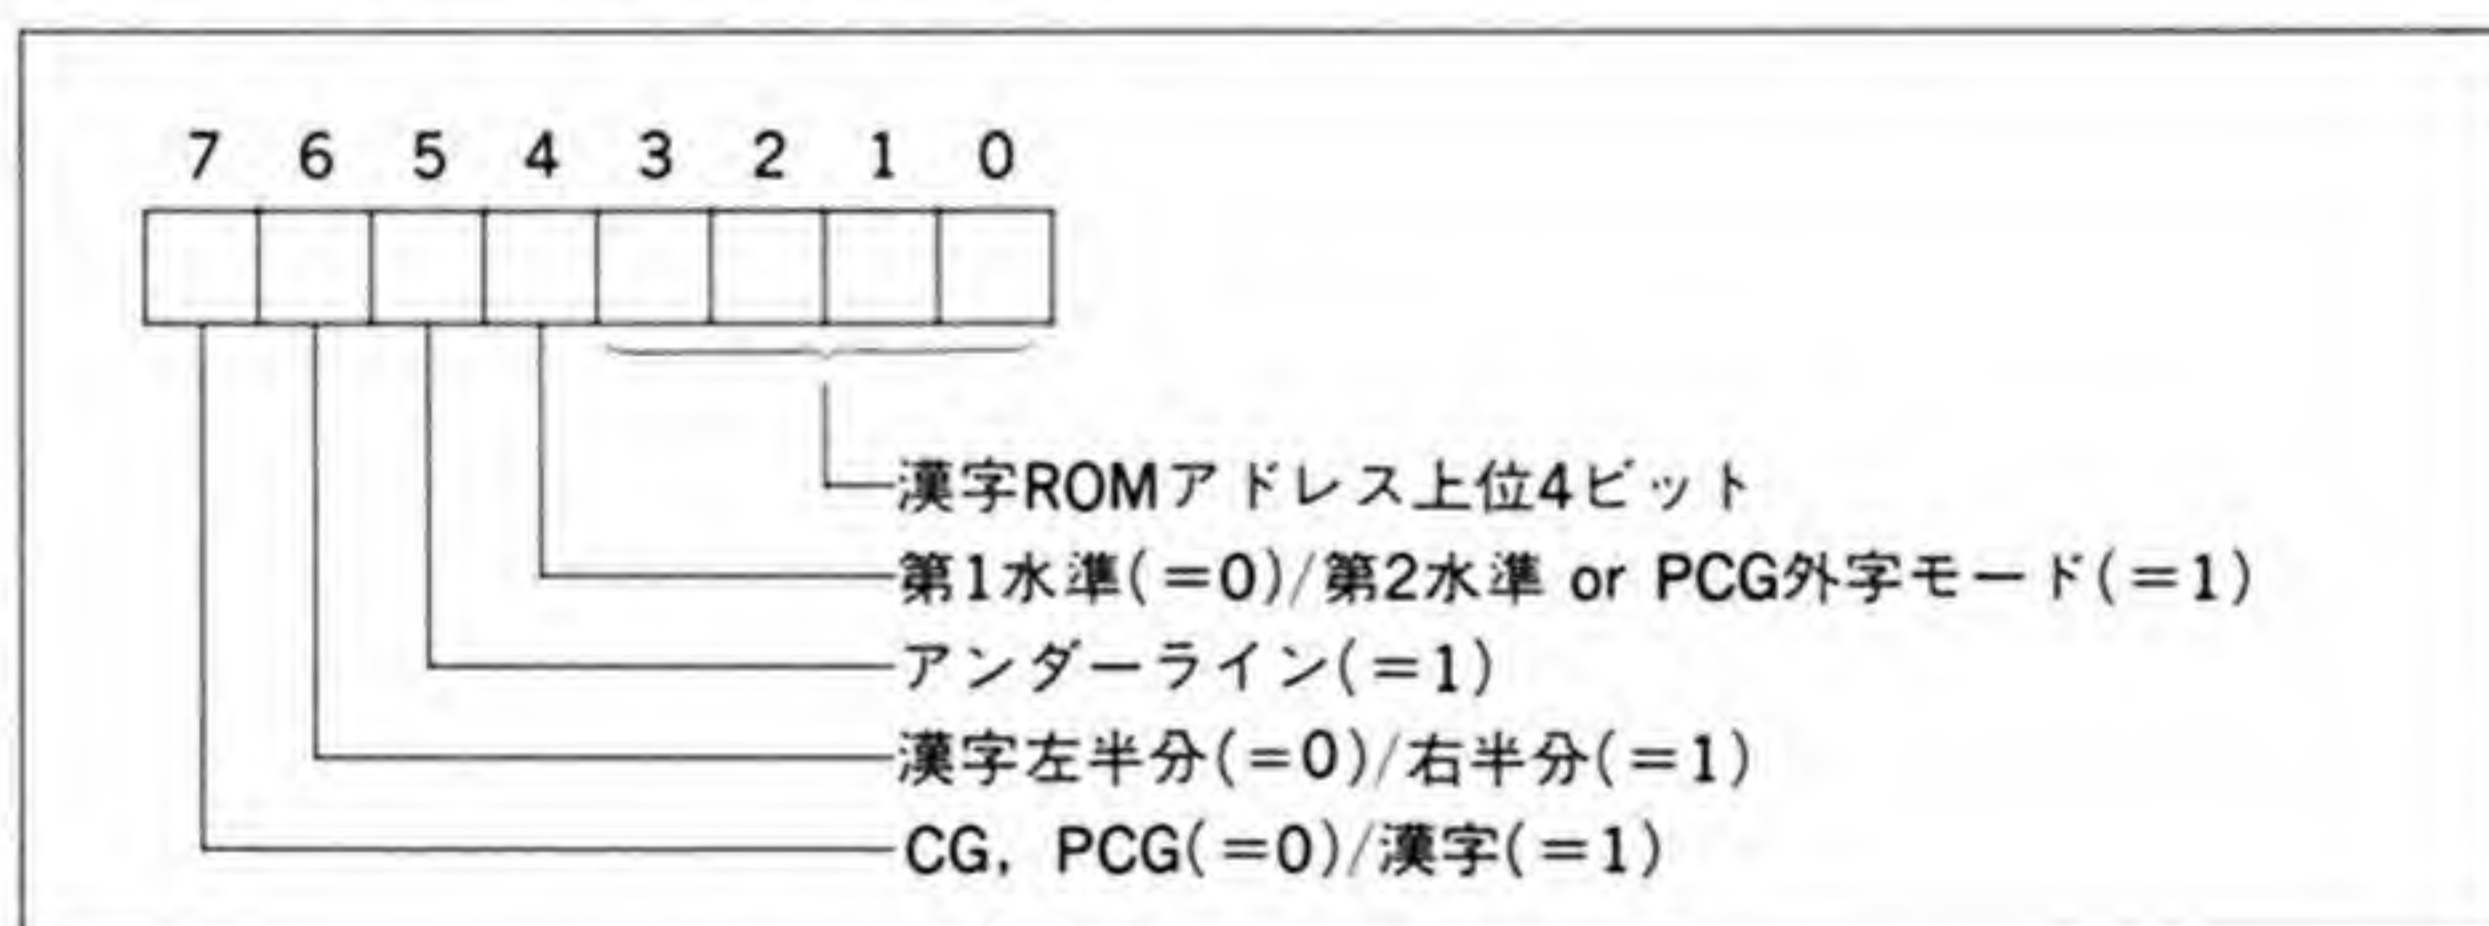 7 6 5 4 3 2 1 0
漢字ROMアドレス上位4ビット
第1水準(=0)/第2水準 or PCG外字モード(=1)
アンダーライン(=1)
漢字左半分(=0)/右半分(=1)
CG, PCG(=0)/漢字(=1)